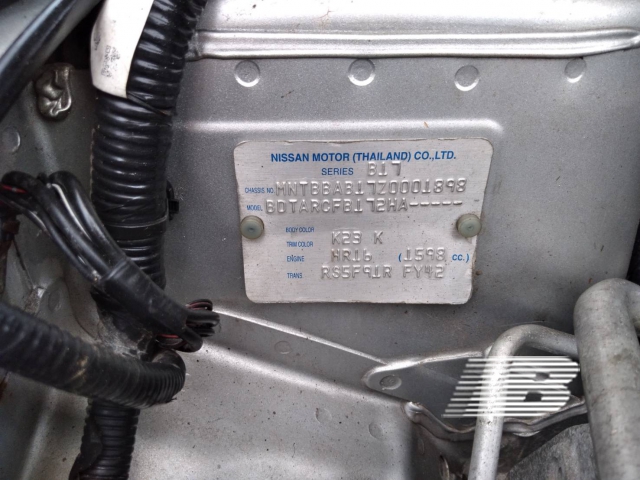 NISSAN MOTOR (THAILAND) CO.,LTD.
SERIES B17
CHASSIS NO. MNTBBAB17Z0001898
MODEL BDTARCFB172HA-----
BODY COLOR
TRIM COLOR K23 K
ENGINE HR16 (1598 CC.)
TRANS RS5F91R FY42
B